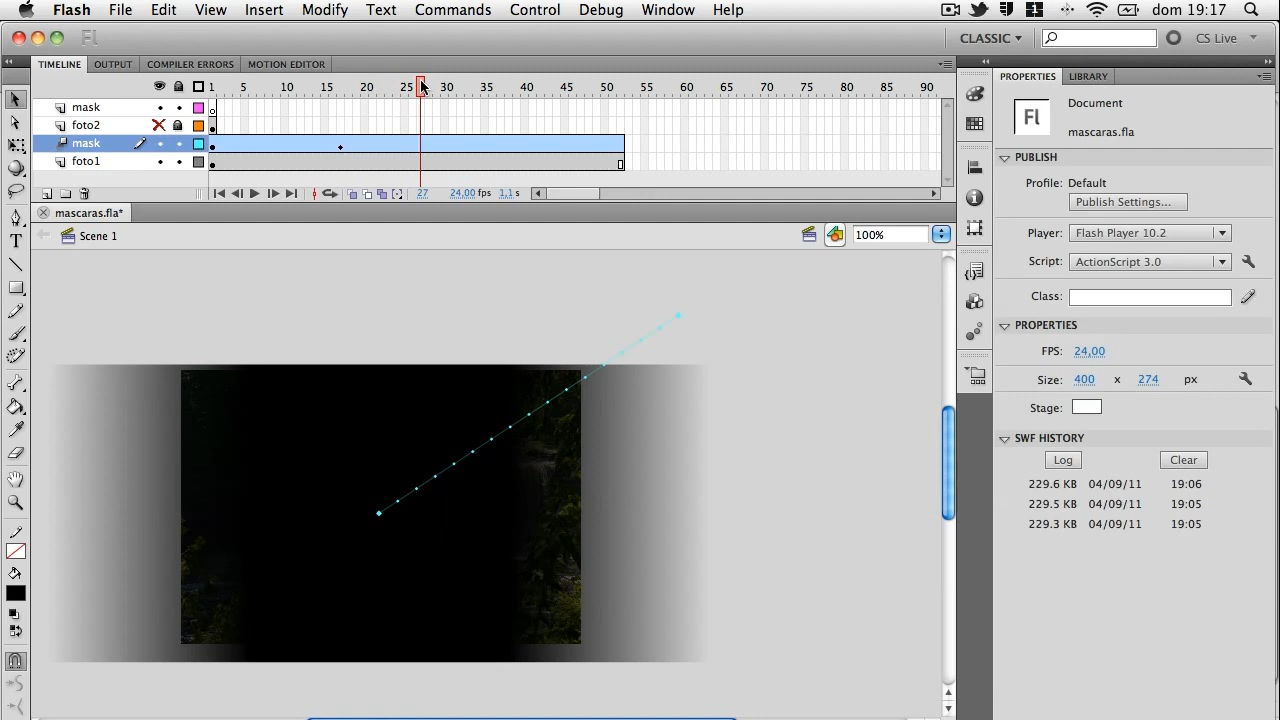 Flash File Edit View Insert Modify Text Commands Control Debug Window Help dom 19:17
Fl CLASSIC CS Live
TIMELINE OUTPUT COMPILER ERRORS MOTION EDITOR
1 5 10 15 20 25 30 35 40 45 50 55 60 65 70 75 80 85 90
mask
foto2
mask
foto1
27 24,00 fps 1,1 s
mascaras.fla*
Scene 1 100%
PROPERTIES LIBRARY
Fl Document
mascaras.fla
PUBLISH
Profile: Default
Publish Settings...
Player: Flash Player 10.2
Script: ActionScript 3.0
Class:
PROPERTIES
FPS: 24,00
Size: 400 x 274 px
Stage:
SWF HISTORY
Log Clear
229.6 KB 04/09/11 19:06
229.5 KB 04/09/11 19:05
229.3 KB 04/09/11 19:05